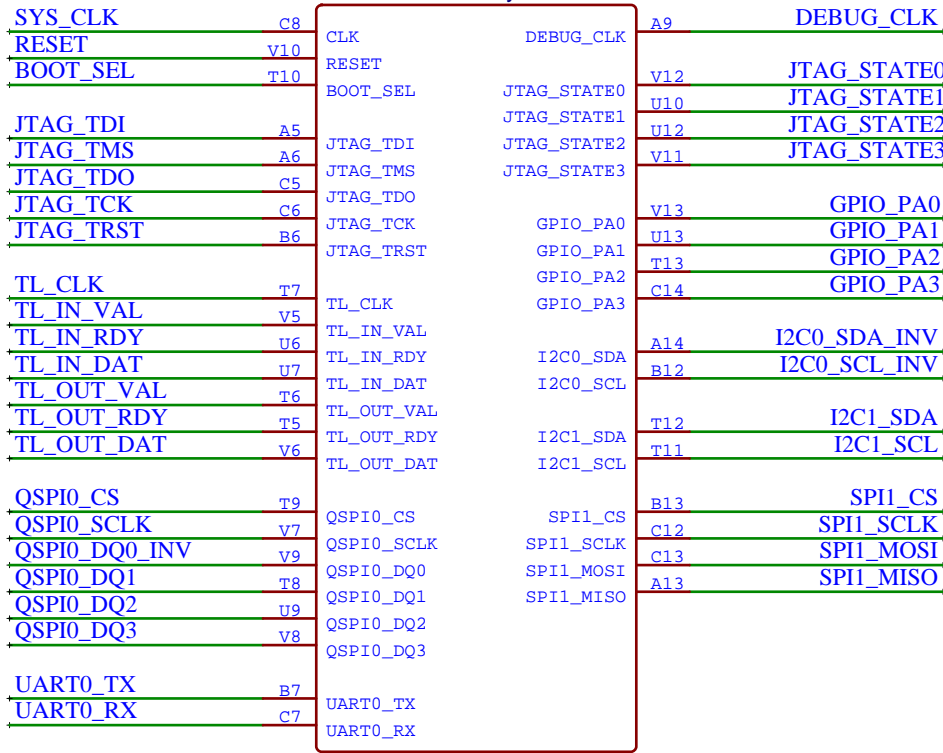 SYS_CLK C8 CLK DEBUG_CLK A9 DEBUG_CLK
RESET V10 RESET
BOOT_SEL T10 BOOT_SEL JTAG_STATE0 V12 JTAG_STATE0
JTAG_STATE1 U10 JTAG_STATE1
JTAG_TDI A5 JTAG_TDI JTAG_STATE2 U12 JTAG_STATE2
JTAG_TMS A6 JTAG_TMS JTAG_STATE3 V11 JTAG_STATE3
JTAG_TDO C5 JTAG_TDO
JTAG_TCK C6 JTAG_TCK GPIO_PA0 V13 GPIO_PA0
JTAG_TRST B6 JTAG_TRST GPIO_PA1 U13 GPIO_PA1
GPIO_PA2 T13 GPIO_PA2
TL_CLK T7 TL_CLK GPIO_PA3 C14 GPIO_PA3
TL_IN_VAL V5 TL_IN_VAL
TL_IN_RDY U6 TL_IN_RDY I2C0_SDA A14 I2C0_SDA_INV
TL_IN_DAT U7 TL_IN_DAT I2C0_SCL B12 I2C0_SCL_INV
TL_OUT_VAL T6 TL_OUT_VAL
TL_OUT_RDY T5 TL_OUT_RDY I2C1_SDA T12 I2C1_SDA
TL_OUT_DAT V6 TL_OUT_DAT I2C1_SCL T11 I2C1_SCL
QSPI0_CS T9 QSPI0_CS SPI1_CS B13 SPI1_CS
QSPI0_SCLK V7 QSPI0_SCLK SPI1_SCLK C12 SPI1_SCLK
QSPI0_DQ0_INV V9 QSPI0_DQ0 SPI1_MOSI C13 SPI1_MOSI
QSPI0_DQ1 T8 QSPI0_DQ1 SPI1_MISO A13 SPI1_MISO
QSPI0_DQ2 U9 QSPI0_DQ2
QSPI0_DQ3 V8 QSPI0_DQ3
UART0_TX B7 UART0_TX
UART0_RX C7 UART0_RX